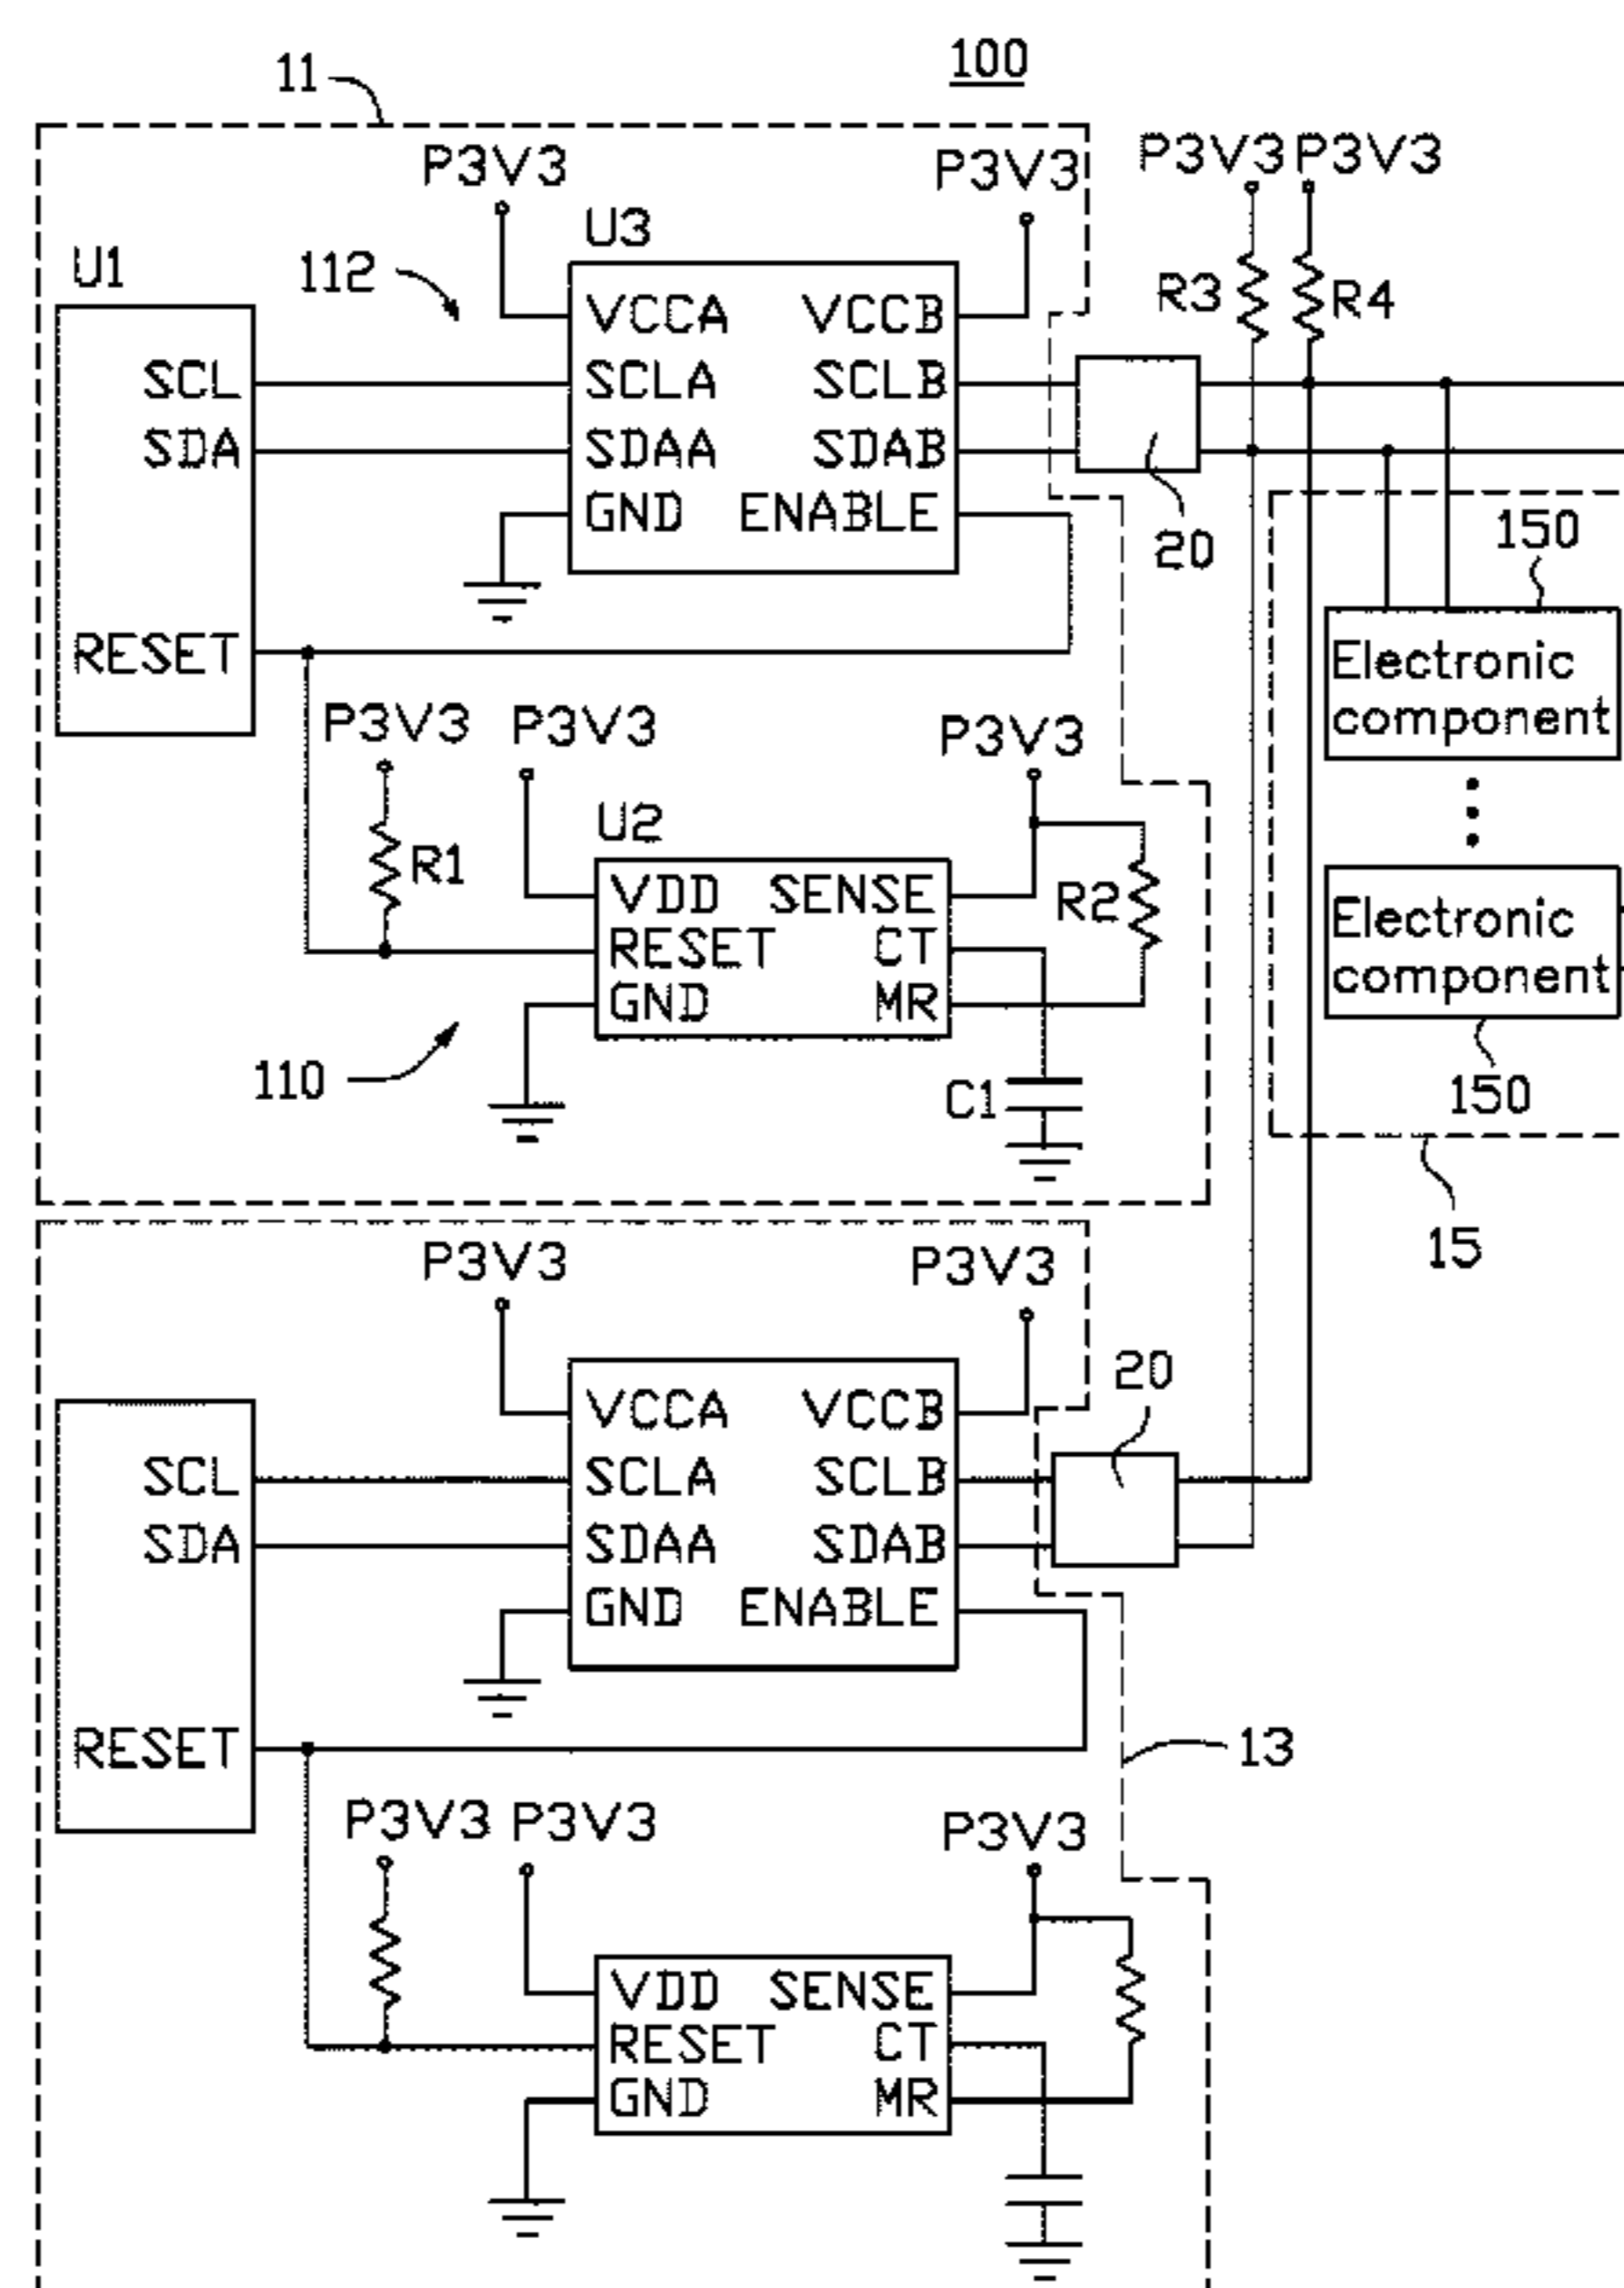 100
11
P3V3
P3V3
P3V3
P3V3
U1
112
U3
R3
R4
VCCA
VCCB
SCL
SCLA
SCLB
SDA
SDAA
SDAB
GND
ENABLE
20
150
RESET
Electronic
component
P3V3
P3V3
P3V3
U2
R1
VDD
SENSE
R2
RESET
CT
GND
MR
Electronic
component
110
C1
150
15
P3V3
P3V3
20
VCCA
VCCB
SCL
SCLA
SCLB
SDA
SDAA
SDAB
GND
ENABLE
RESET
13
P3V3
P3V3
P3V3
VDD
SENSE
RESET
CT
GND
MR